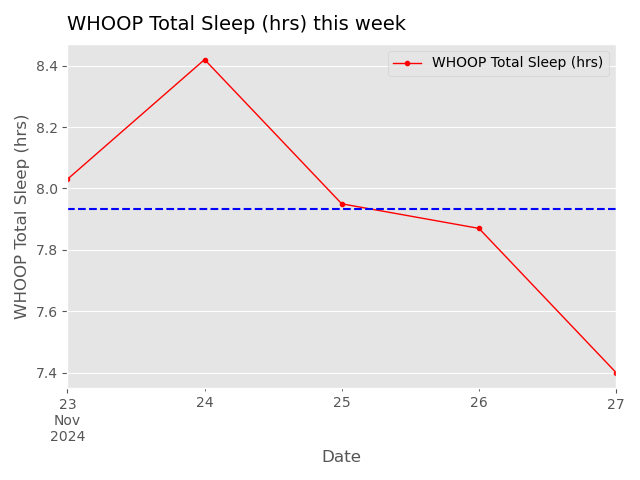 WHOOP Total Sleep (hrs) this week
WHOOP Total Sleep (hrs)
WHOOP Total Sleep (hrs)
8.4
8.2
8.0
7.8
7.6
7.4
23
Nov
2024
24
25
26
27
Date